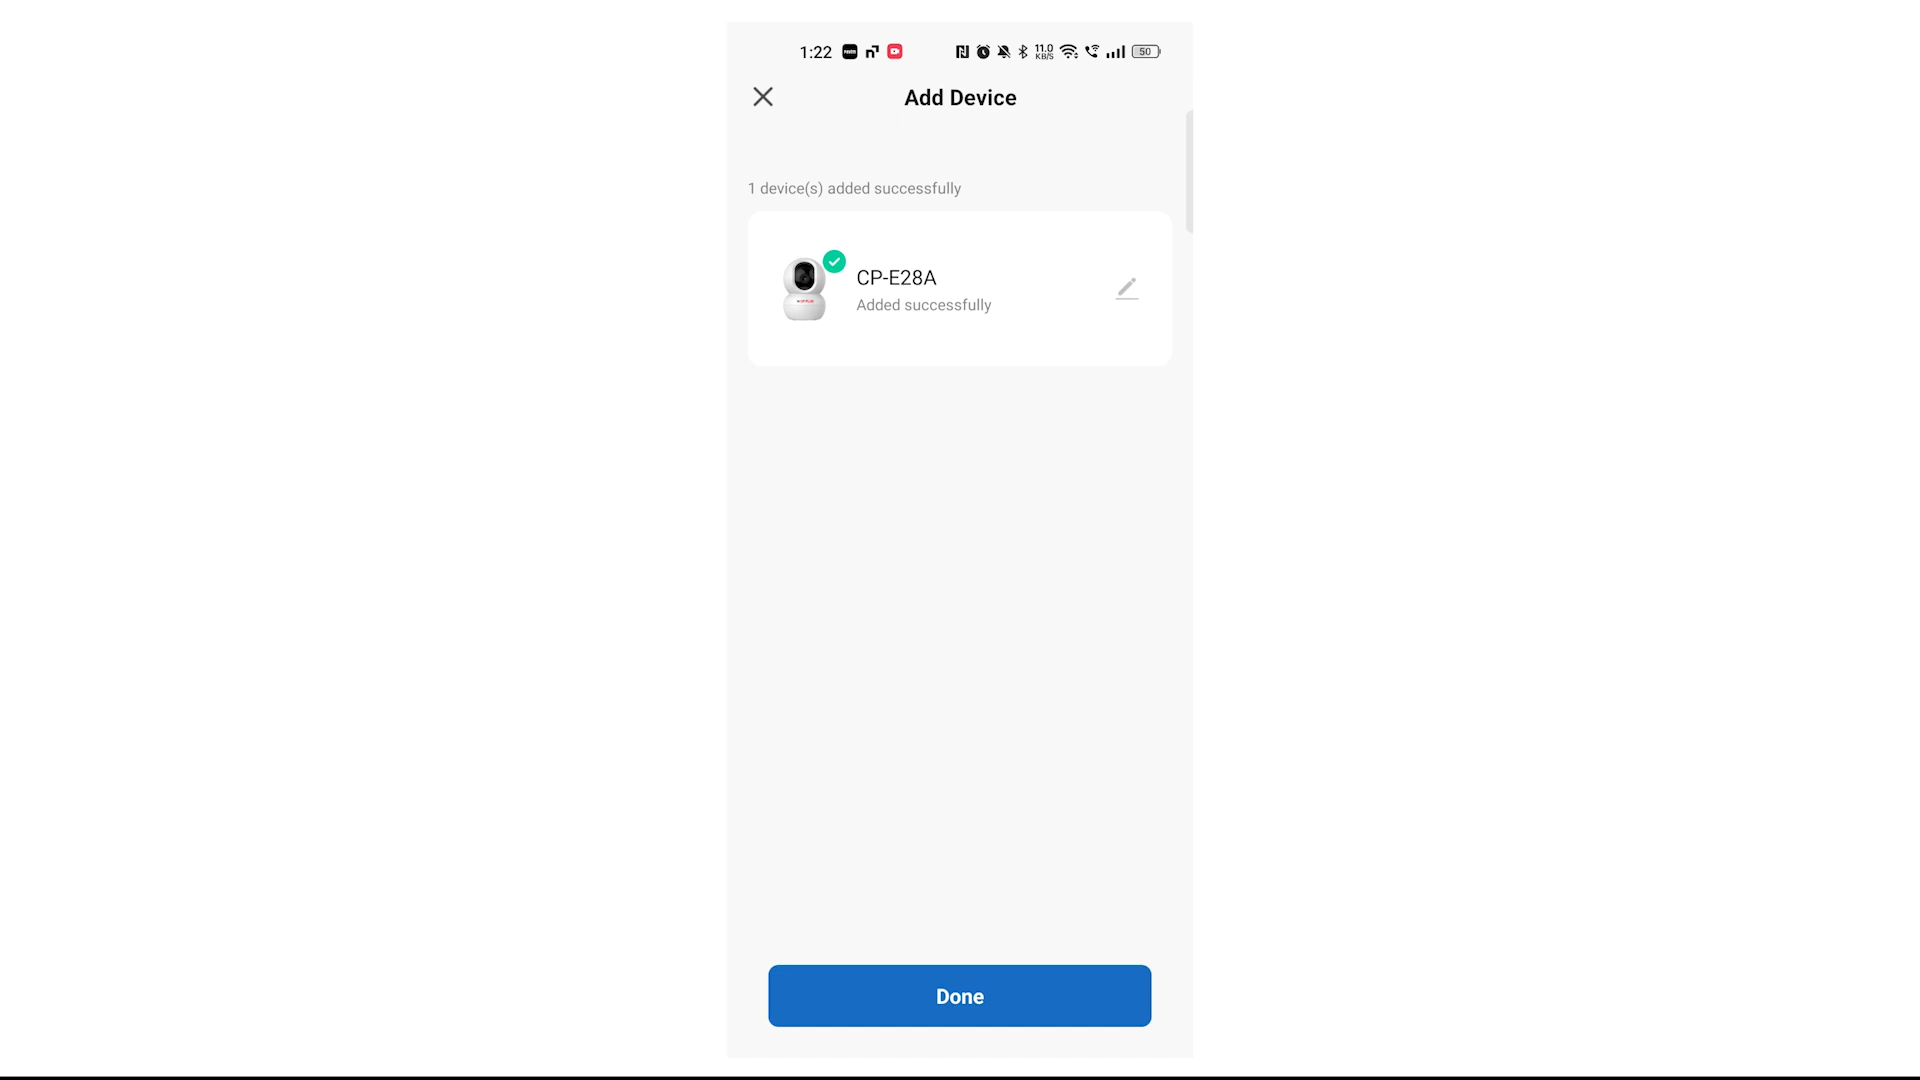 1:22 11.0 KB/S 50
Add Device
1 device(s) added successfully
CP-E28A
Added successfully
Done